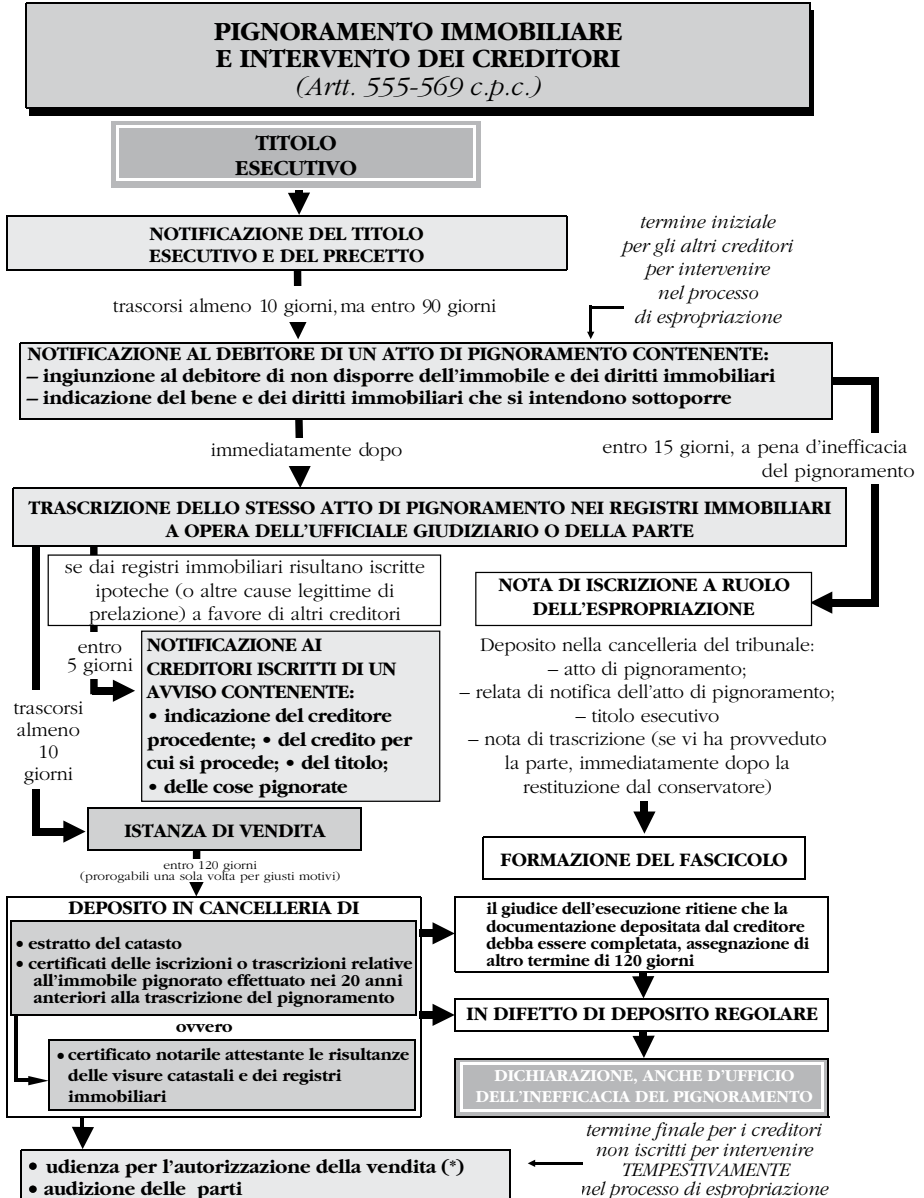 PIGNORAMENTO IMMOBILIARE
E INTERVENTO DEI CREDITORI
(Artt. 555-569 c.p.c.)
TITOLO
ESECUTIVO
NOTIFICAZIONE DEL TITOLO
ESECUTIVO E DEL PRECETTO
termine iniziale
per gli altri creditori
per intervenire
nel processo
di espropriazione
trascorsi almeno 10 giorni, ma entro 90 giorni
NOTIFICAZIONE AL DEBITORE DI UN ATTO DI PIGNORAMENTO CONTENENTE:
– ingiunzione al debitore di non disporre dell'immobile e dei diritti immobiliari
– indicazione del bene e dei diritti immobiliari che si intendono sottoporre
immediatamente dopo
entro 15 giorni, a pena d'inefficacia
del pignoramento
TRASCRIZIONE DELLO STESSO ATTO DI PIGNORAMENTO NEI REGISTRI IMMOBILIARI
A OPERA DELL'UFFICIALE GIUDIZIARIO O DELLA PARTE
se dai registri immobiliari risultano iscritte
ipoteche (o altre cause legittime di
prelazione) a favore di altri creditori
entro
5 giorni
NOTIFICAZIONE AI
CREDITORI ISCRITTI DI UN
AVVISO CONTENENTE:
• indicazione del creditore
procedente; • del credito per
cui si procede; • del titolo;
• delle cose pignorate
trascorsi
almeno
10
giorni
NOTA DI ISCRIZIONE A RUOLO
DELL'ESPROPRIAZIONE
Deposito nella cancelleria del tribunale:
– atto di pignoramento;
– relata di notifica dell'atto di pignoramento;
– titolo esecutivo
– nota di trascrizione (se vi ha provveduto
la parte, immediatamente dopo la
restituzione dal conservatore)
ISTANZA DI VENDITA
FORMAZIONE DEL FASCICOLO
entro 120 giorni
(prorogabili una sola volta per giusti motivi)
DEPOSITO IN CANCELLERIA DI
• estratto del catasto
• certificati delle iscrizioni o trascrizioni relative
all'immobile pignorato effettuato nei 20 anni
anteriori alla trascrizione del pignoramento
ovvero
• certificato notarile attestante le risultanze
delle visure catastali e dei registri
immobiliari
il giudice dell'esecuzione ritiene che la
documentazione depositata dal creditore
debba essere completata, assegnazione di
altro termine di 120 giorni
IN DIFETTO DI DEPOSITO REGOLARE
DICHIARAZIONE, ANCHE D'UFFICIO
DELL'INEFFICACIA DEL PIGNORAMENTO
• udienza per l'autorizzazione della vendita (*)
• audizione delle parti
termine finale per i creditori
non iscritti per intervenire
TEMPESTIVAMENTE
nel processo di espropriazione